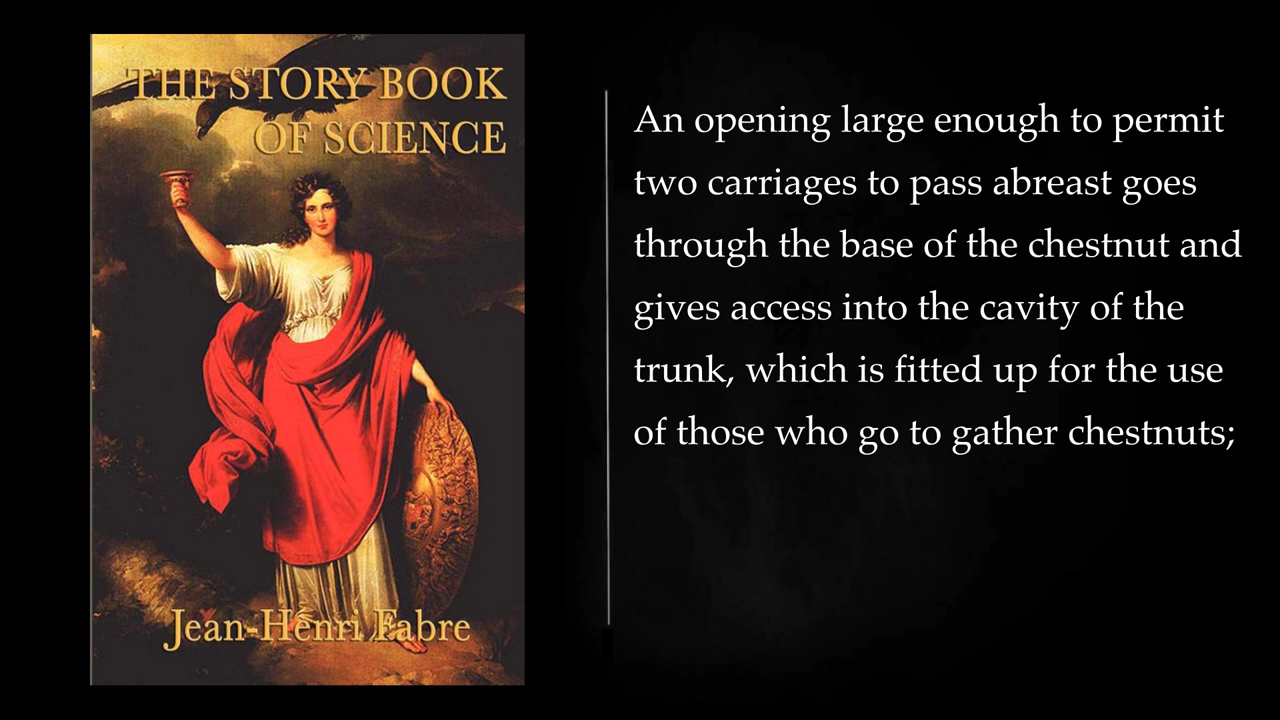 THE STORY BOOK
OF SCIENCE
Jean-Henri Fabre
An opening large enough to permit
two carriages to pass abreast goes
through the base of the chestnut and
gives access into the cavity of the
trunk, which is fitted up for the use
of those who go to gather chestnuts;